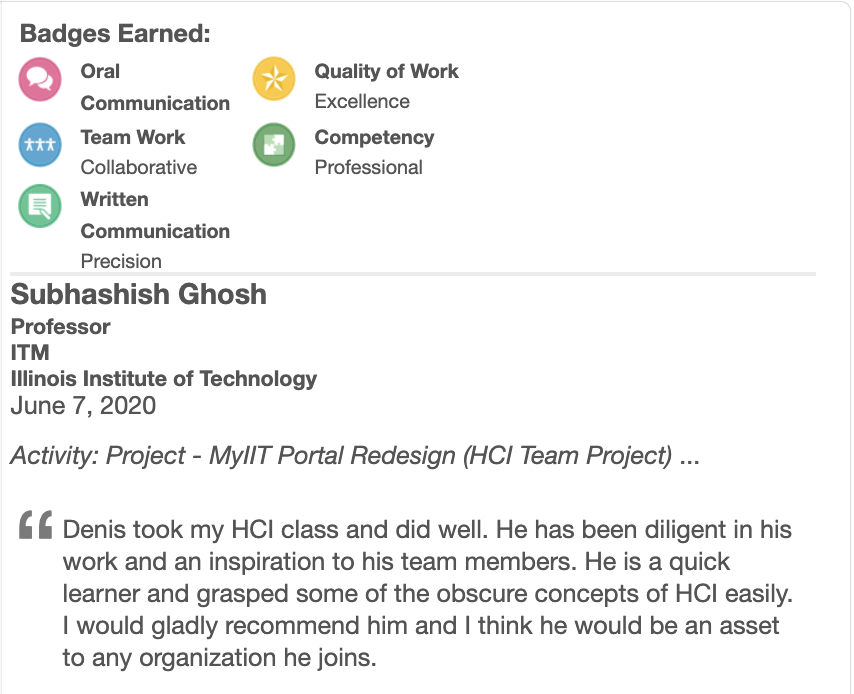 Badges Earned:
Oral
Communication
Quality of Work
Excellence
Team Work
Collaborative
Competency
Professional
Written
Communication
Precision
Subhashish Ghosh
Professor
ITM
Illinois Institute of Technology
June 7, 2020
Activity: Project - MyIIT Portal Redesign (HCI Team Project) ...
“ Denis took my HCI class and did well. He has been diligent in his
work and an inspiration to his team members. He is a quick
learner and grasped some of the obscure concepts of HCI easily.
I would gladly recommend him and I think he would be an asset
to any organization he joins.